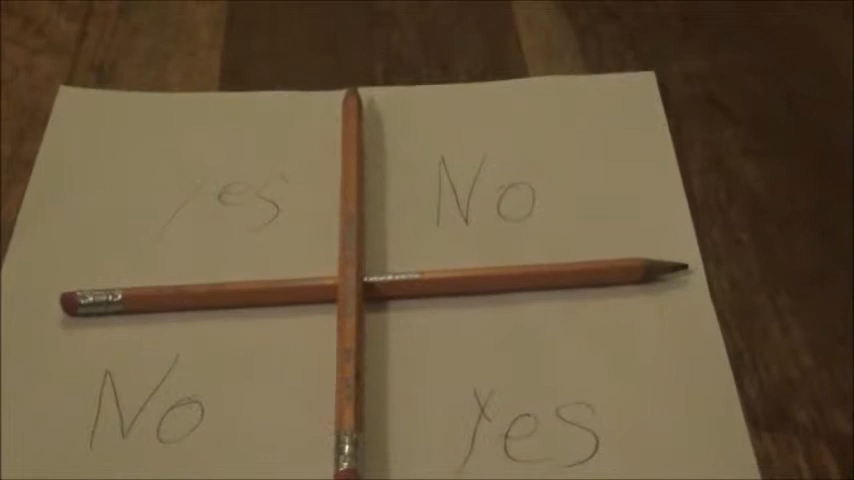 yes No
No yes